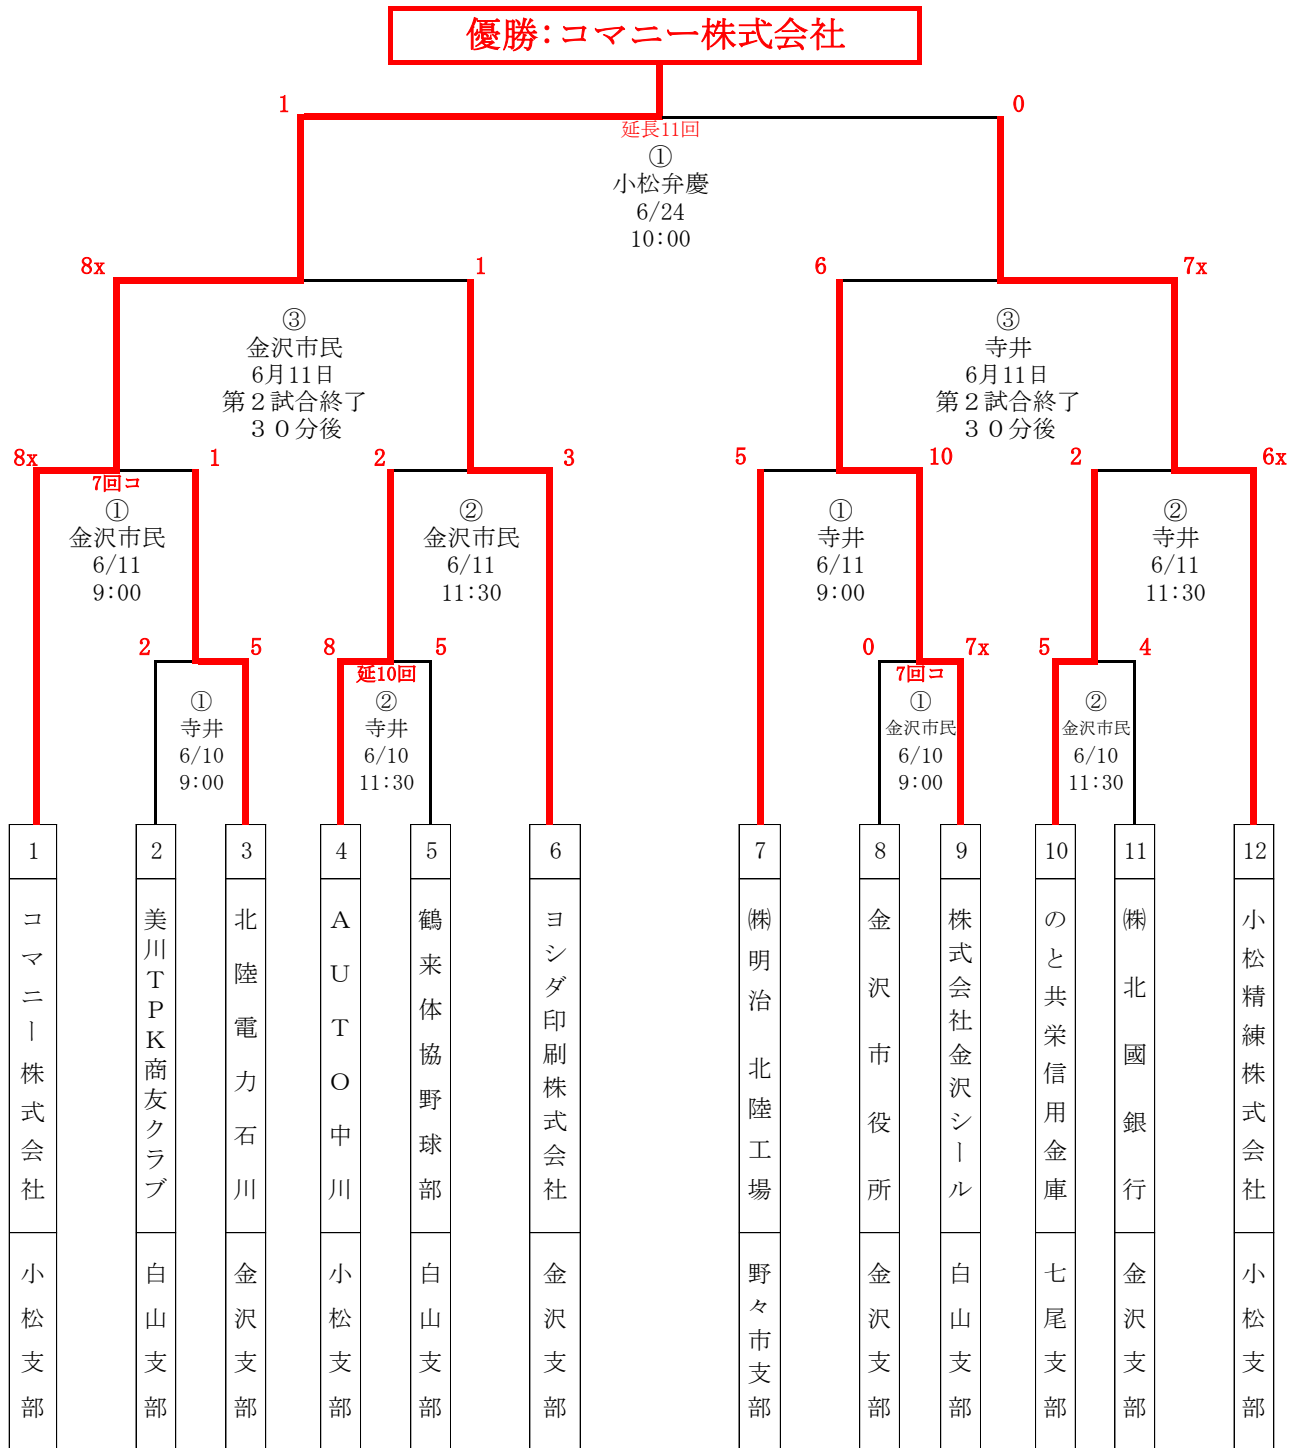 優勝：コマニー株式会社
1
0
延長11回
①
小松弁慶
6/24
10：00
8x
1
6
7x
③
金沢市民
6月11日
第２試合終了
３０分後
③
寺井
6月11日
第２試合終了
３０分後
8x
1
2
3
5
10
2
6x
7回コ
①
金沢市民
6/11
9：00
②
金沢市民
6/11
11：30
①
寺井
6/11
9：00
②
寺井
6/11
11：30
2
5
8
5
0
7x
5
4
①
寺井
6/10
9：00
延10回
②
寺井
6/10
11：30
7回コ
①
金沢市民
6/10
9：00
②
金沢市民
6/10
11：30
1
コマニー株式会社
小松支部
2
美川ＴＰＫ商友クラブ
白山支部
3
北陸電力石川
金沢支部
4
ＡＵＴＯ中川
小松支部
5
鶴来体協野球部
白山支部
6
ヨシダ印刷株式会社
金沢支部
7
㈱明治　北陸工場
野々市支部
8
金沢市役所
金沢支部
9
株式会社金沢シール
白山支部
10
のと共栄信用金庫
七尾支部
11
㈱北國銀行
金沢支部
12
小松精練株式会社
小松支部